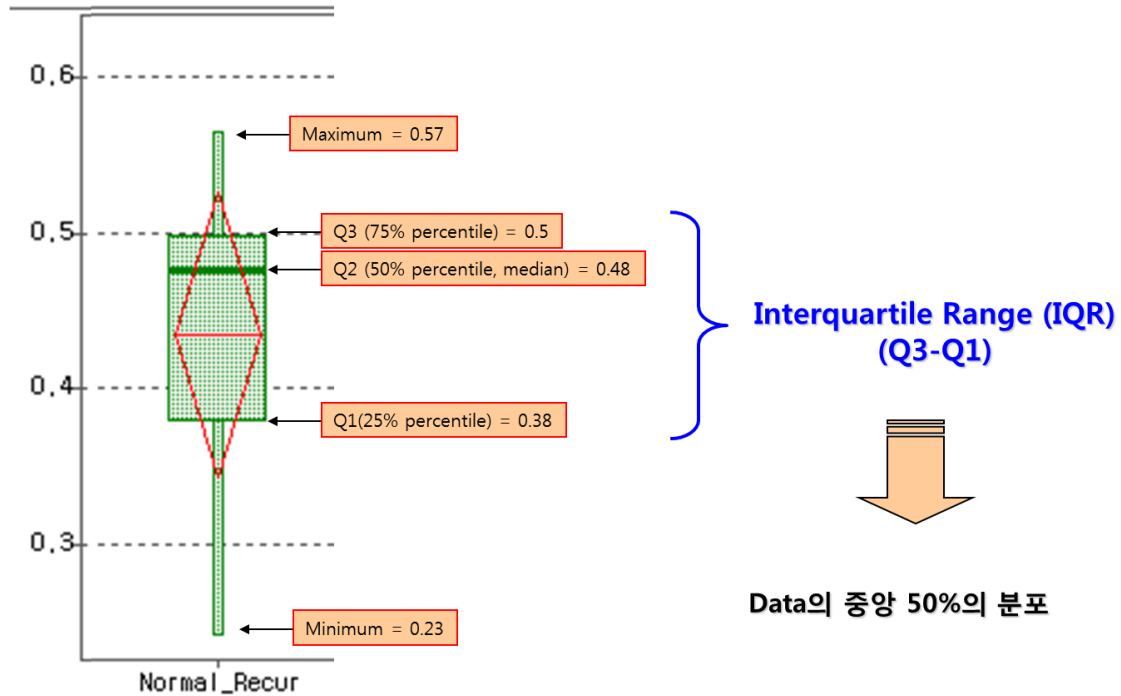 0.6
Maximum = 0.57
0.5
Q3 (75% percentile) = 0.5
Q2 (50% percentile, median) = 0.48
Interquartile Range (IQR)
(Q3-Q1)
0.4
Q1(25% percentile) = 0.38
0.3
Data의 중앙 50%의 분포
Minimum = 0.23
Normal_Recur